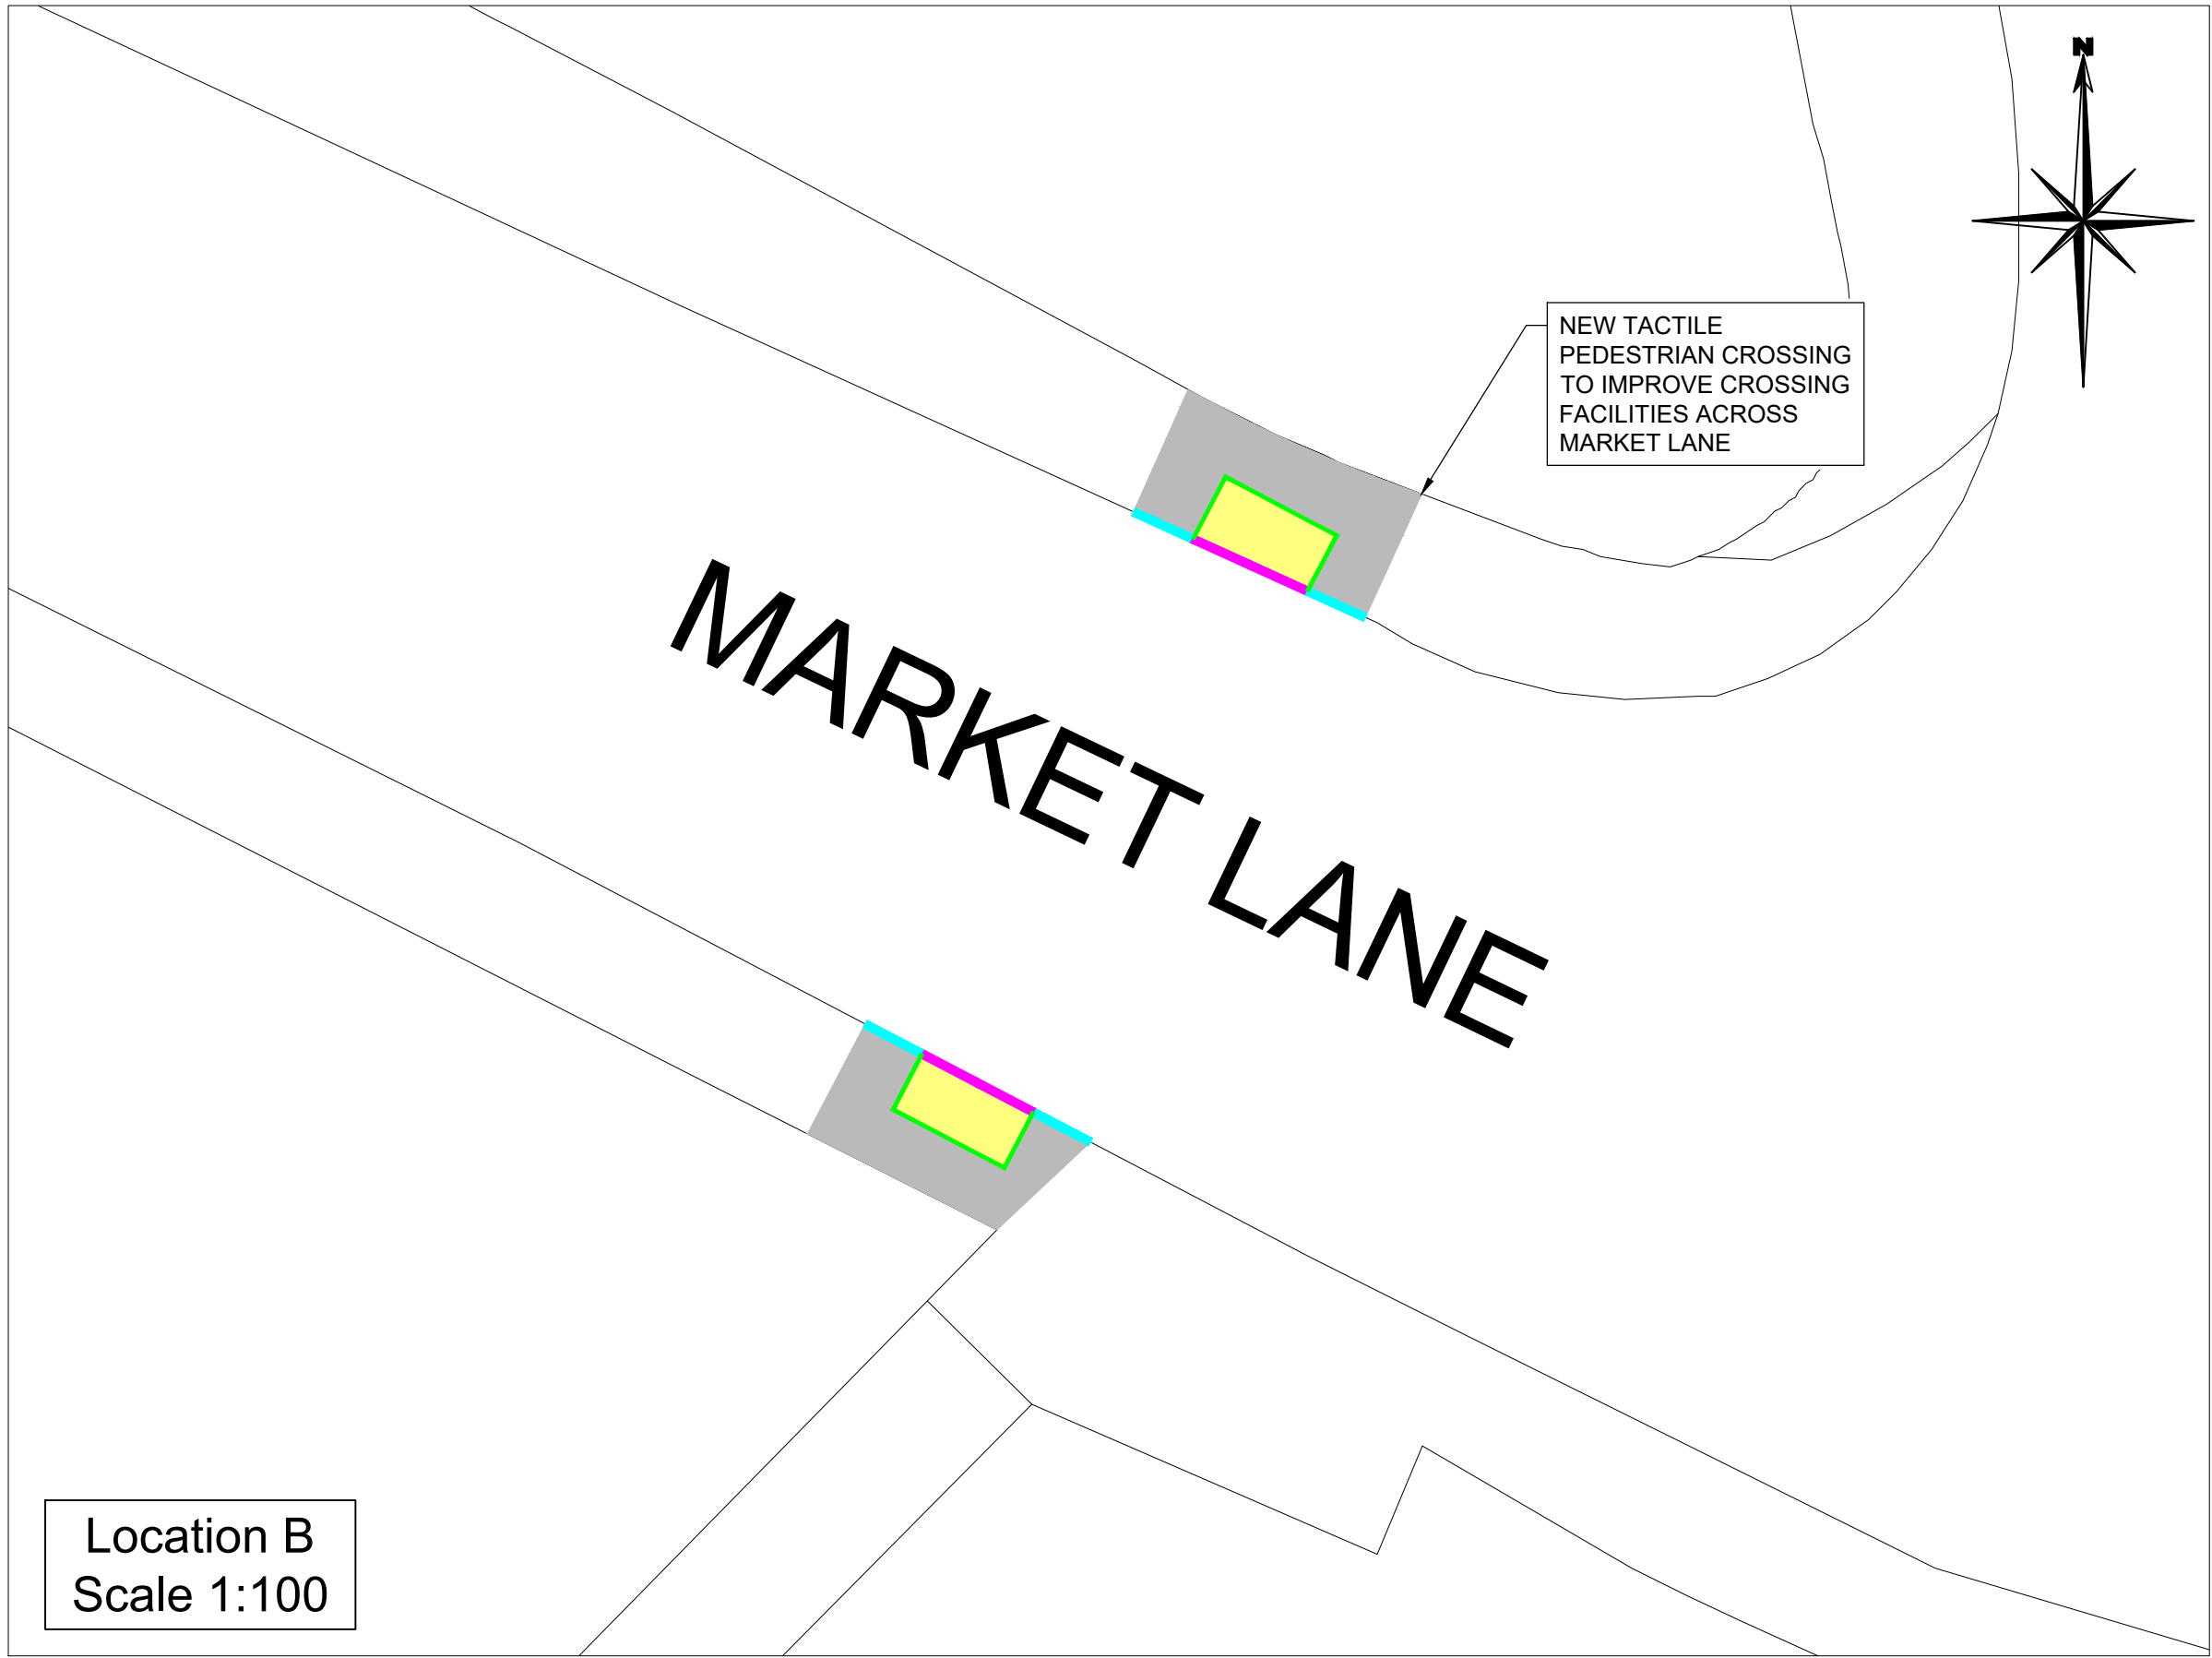 N
NEW TACTILE
PEDESTRIAN CROSSING
TO IMPROVE CROSSING
FACILITIES ACROSS
MARKET LANE
MARKET LANE
Location B
Scale 1:100